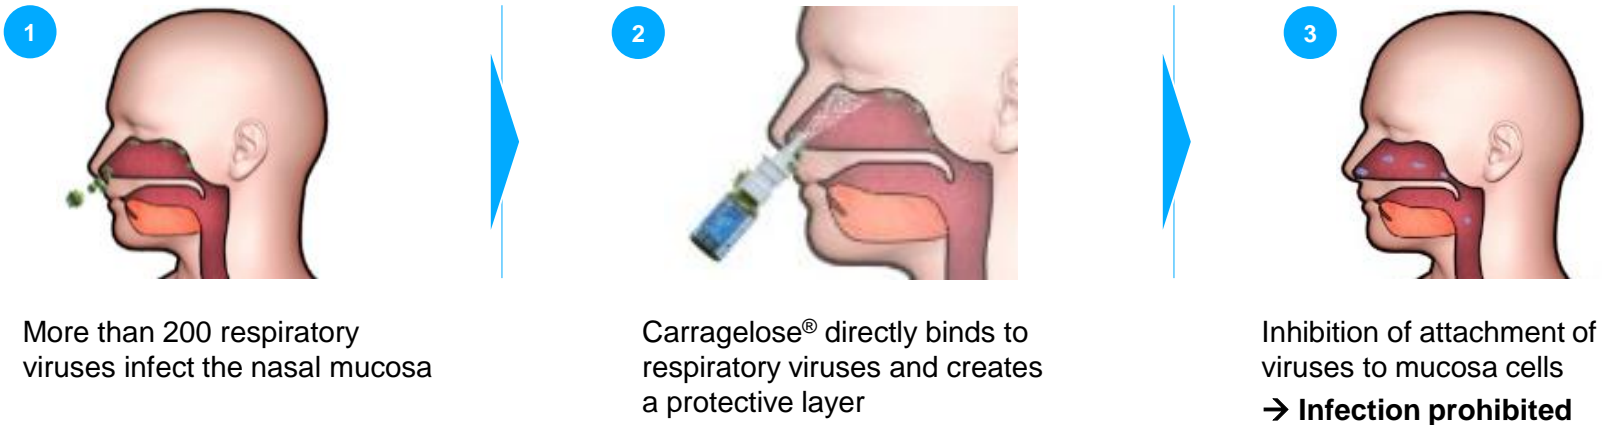 1
More than 200 respiratory
viruses infect the nasal mucosa
2
Carragelose® directly binds to
respiratory viruses and creates
a protective layer
3
Inhibition of attachment of
viruses to mucosa cells
→ Infection prohibited